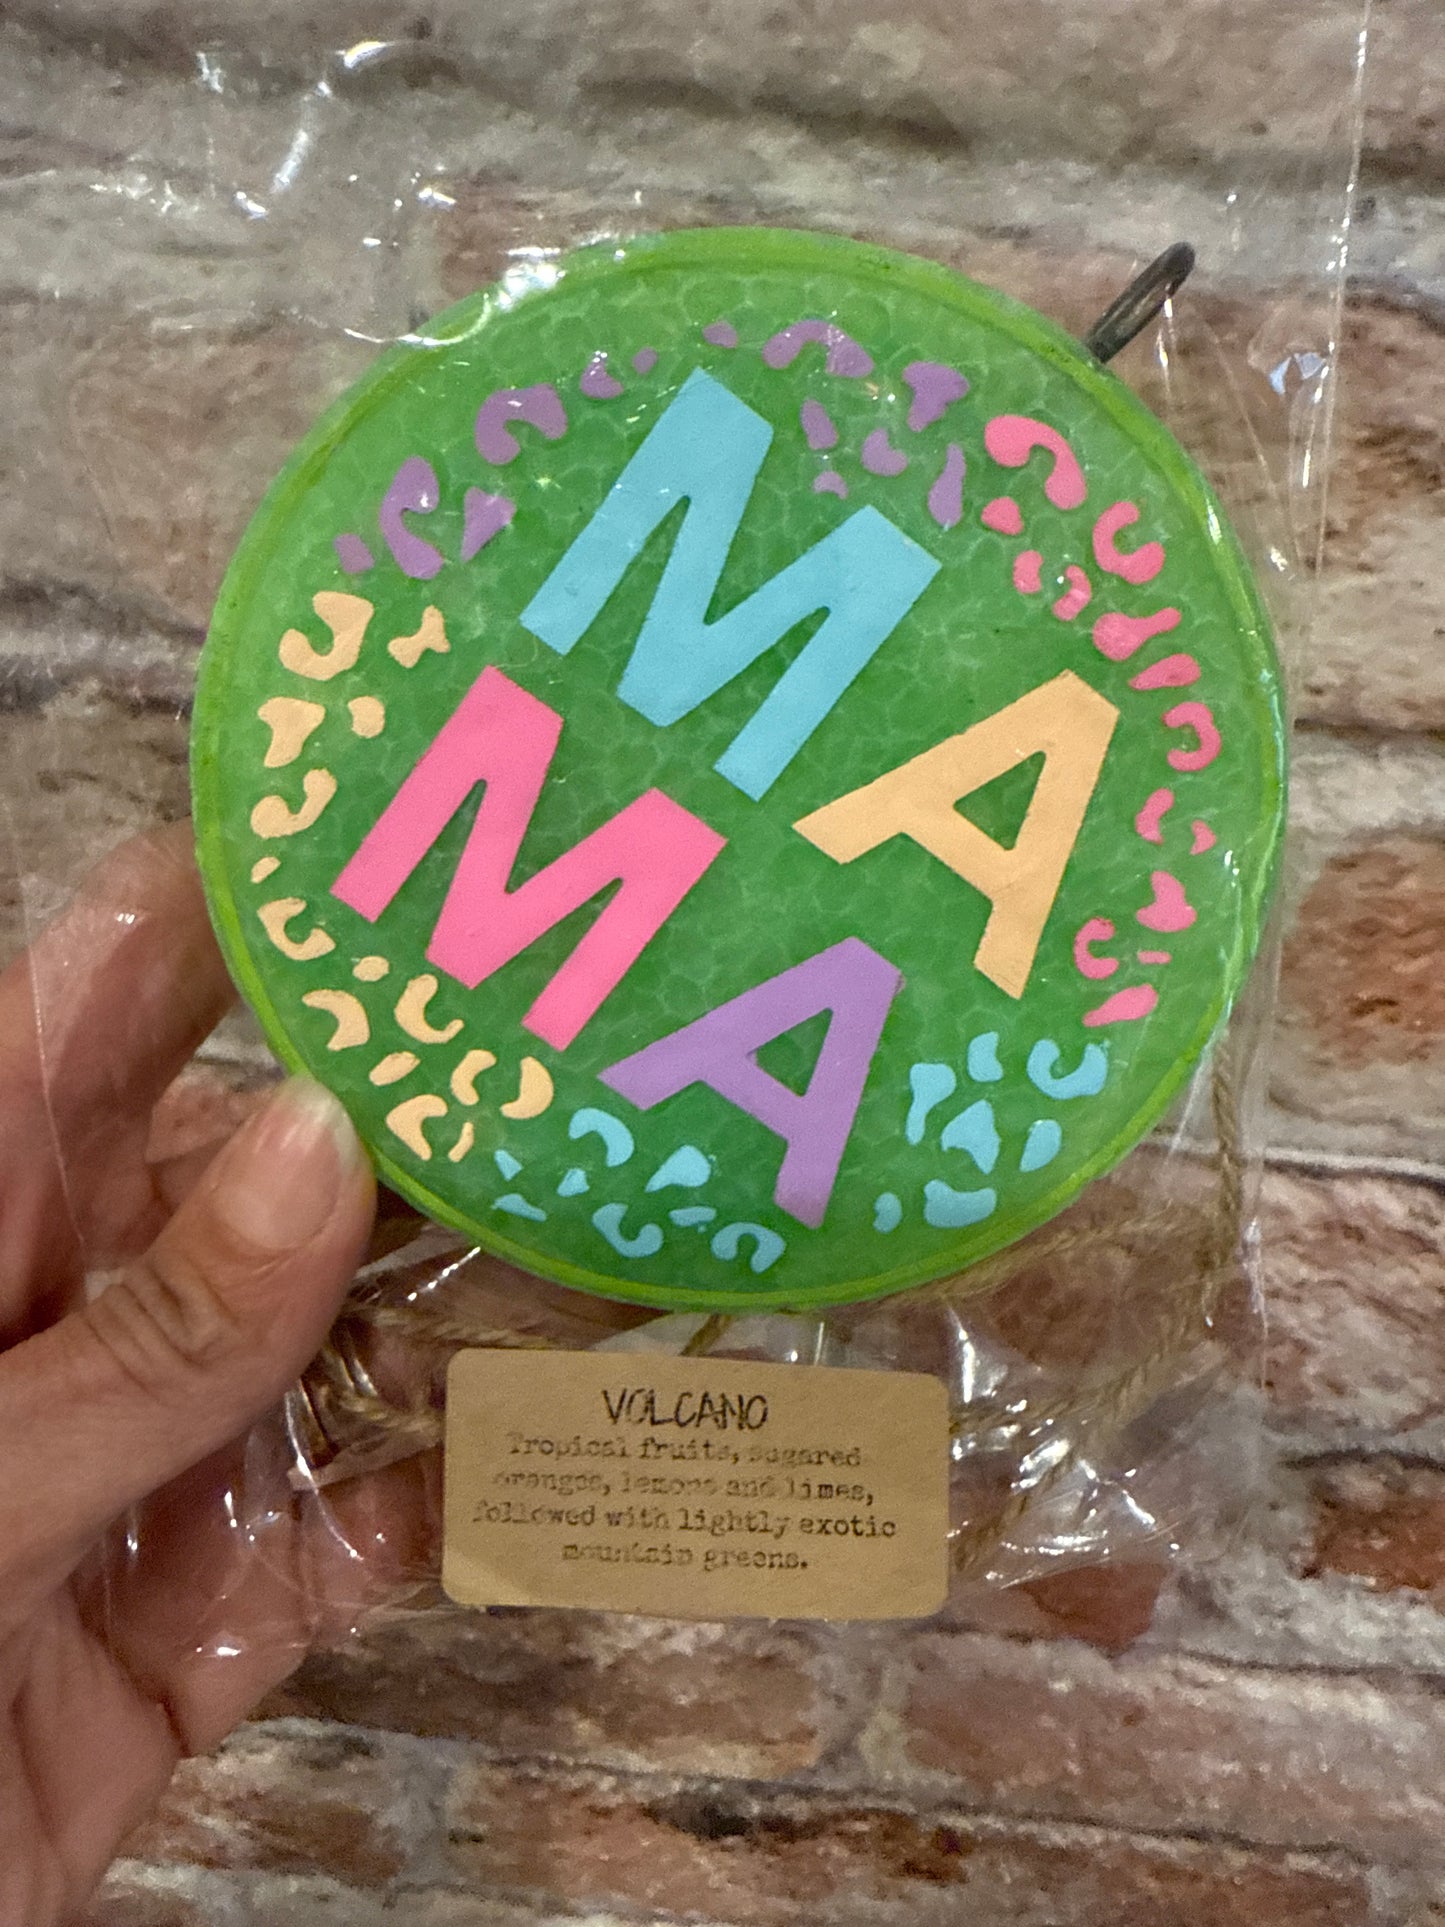 MA
MA
VOLCANO
Tropical fruits, sugared
oranges, lemons and limes,
followed with lightly exotic
mountain greens.